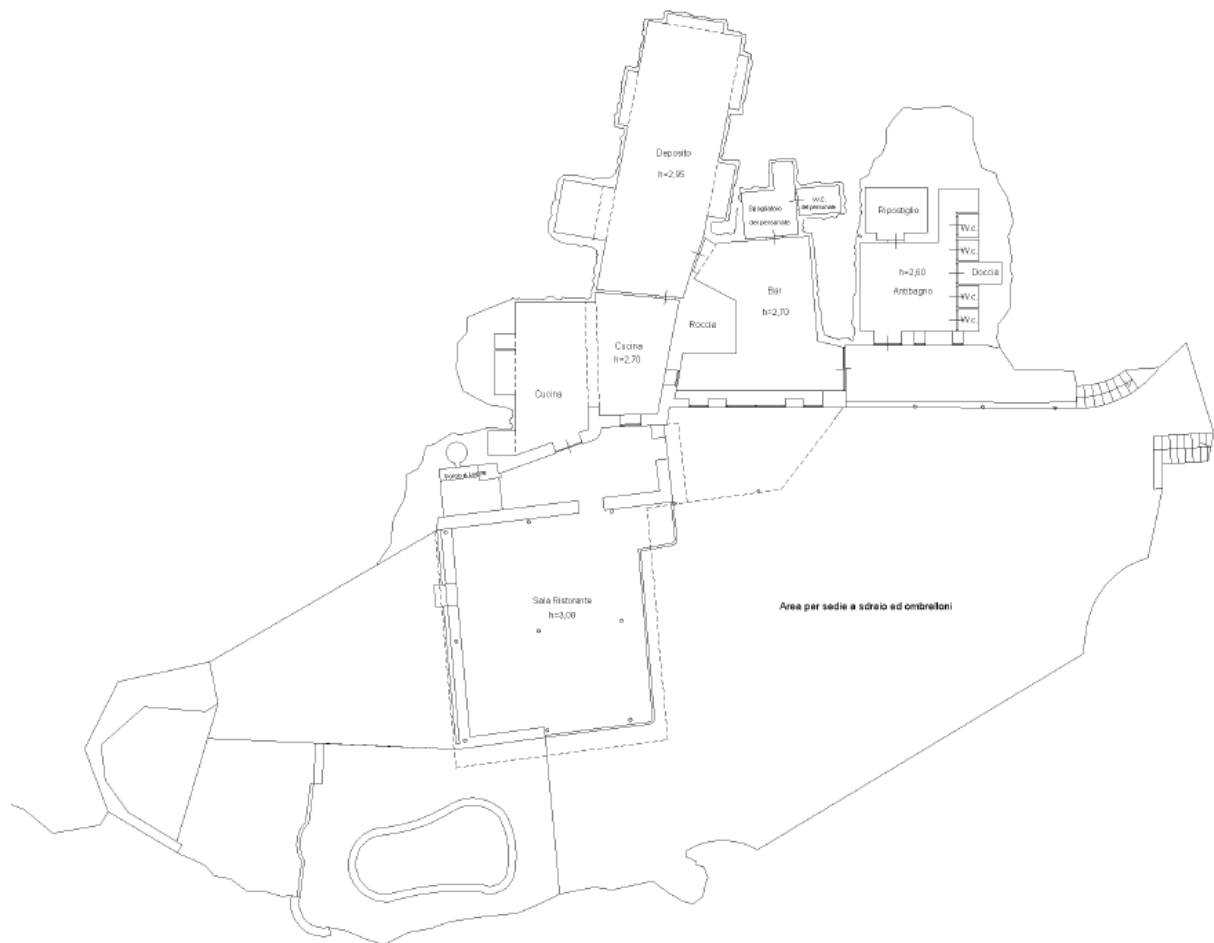 Deposito
h=2,95
Spogliatoio
del personale
W.C.
del personale
Ripostiglio
W.c.
W.c.
h=2,60
Antibagno
Doccia
W.c.
W.c.
Bar
h=2,70
Roccia
Cucina
h=2,70
Cucina
Sala Ristorante
h=3,00
Area per sedie a sdraio ed ombrelloni